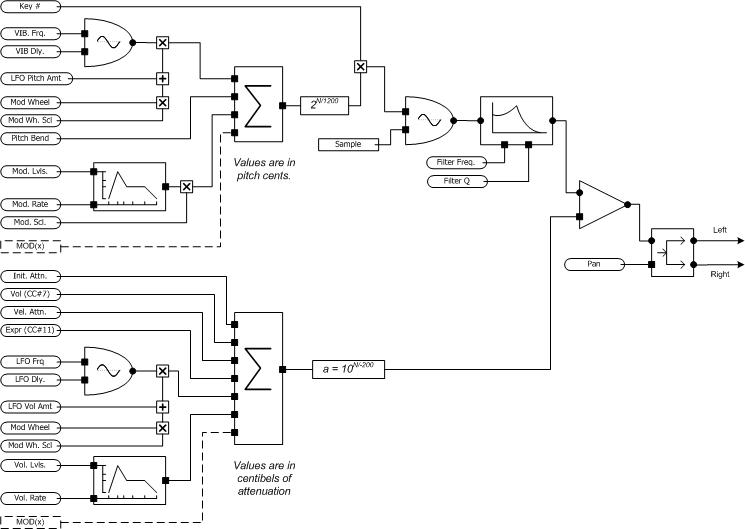 Key #
VIB. Frq.
VIB Dly.
LFO Pitch Amt
Mod Wheel
Mod Wh. Scl
Pitch Bend
2^N/1200
Values are in
pitch cents.
Sample
Filter Freq.
Filter Q
Mod. Lvls.
Mod. Rate
Mod. Scl.
MOD(x)
Left
Pan
Right
Init. Attn.
Vol (CC#7)
Vel. Attn.
Expr (CC#11)
LFO Frq
LFO Dly.
LFO Vol Amt
Mod Wheel
Mod Wh. Scl
a = 10^N/-200
Values are in
centibels of
attenuation
Vol. Lvls.
Vol. Rate
MOD(x)